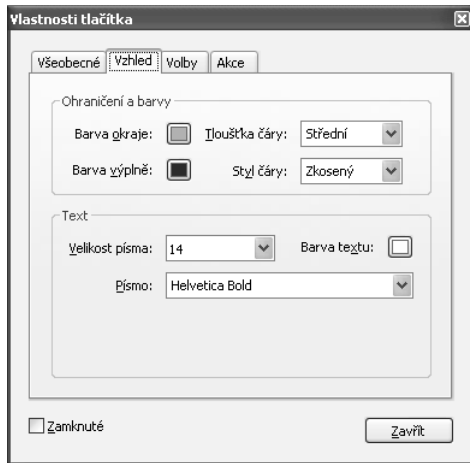 Vlastnosti tlačítka
Všeobecné Vzhled Volby Akce
Ohraničení a barvy
Barva okraje: Tloušťka čáry: Střední
Barva výplně: Styl čáry: Zkosený
Text
Velikost písma: 14 Barva textu:
Písmo: Helvetica Bold
Zamknuté
Zavřít